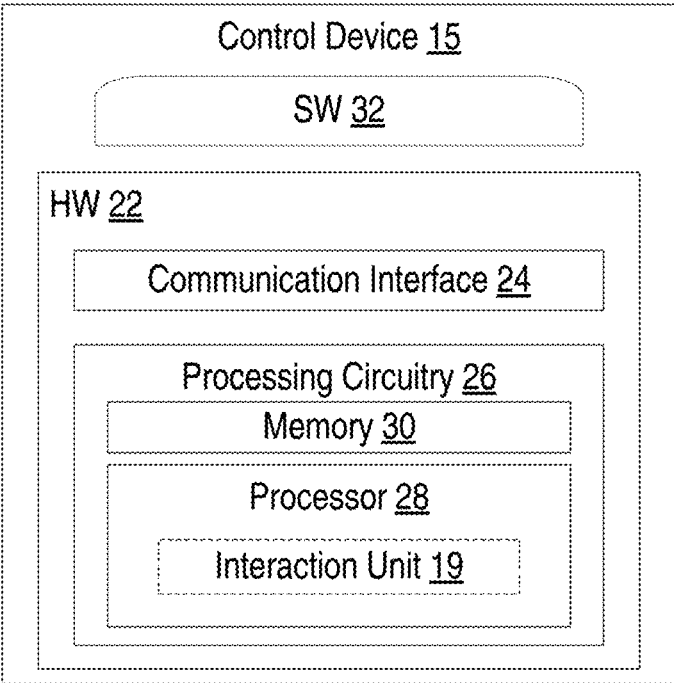 Control Device 15
SW 32
HW 22
Communication Interface 24
Processing Circuitry 26
Memory 30
Processor 28
Interaction Unit 19